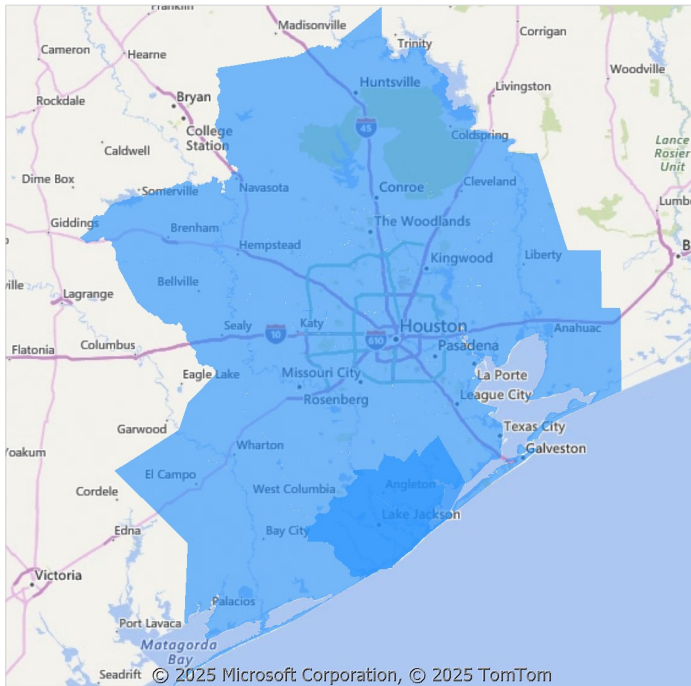 Franklin
Madisonville
Trinity
Corrigan
Cameron
Hearne
Huntsville
Livingston
Woodville
Rockdale
Bryan
College
Station
45
Coldspring
Caldwell
Lance
Rosier
Unit
Dime Box
Somerville
Navasota
Conroe
Cleveland
Giddings
Brenham
The Woodlands
Lumb
Hempstead
Kingwood
Liberty
B
ville
Bellville
Lagrange
Sealy
10
Katy
610
Houston
Anahuac
Flatonia
Columbus
Pasadena
Eagle Lake
Missouri City
La Porte
Rosenberg
League City
Garwood
Texas City
Yoakum
Wharton
Galveston
El Campo
Cordele
West Columbia
Angleton
Lake Jackson
Edna
Bay City
Victoria
Palacios
Port Lavaca
Matagorda
Bay
Seadrift
© 2025 Microsoft Corporation, © 2025 TomTom